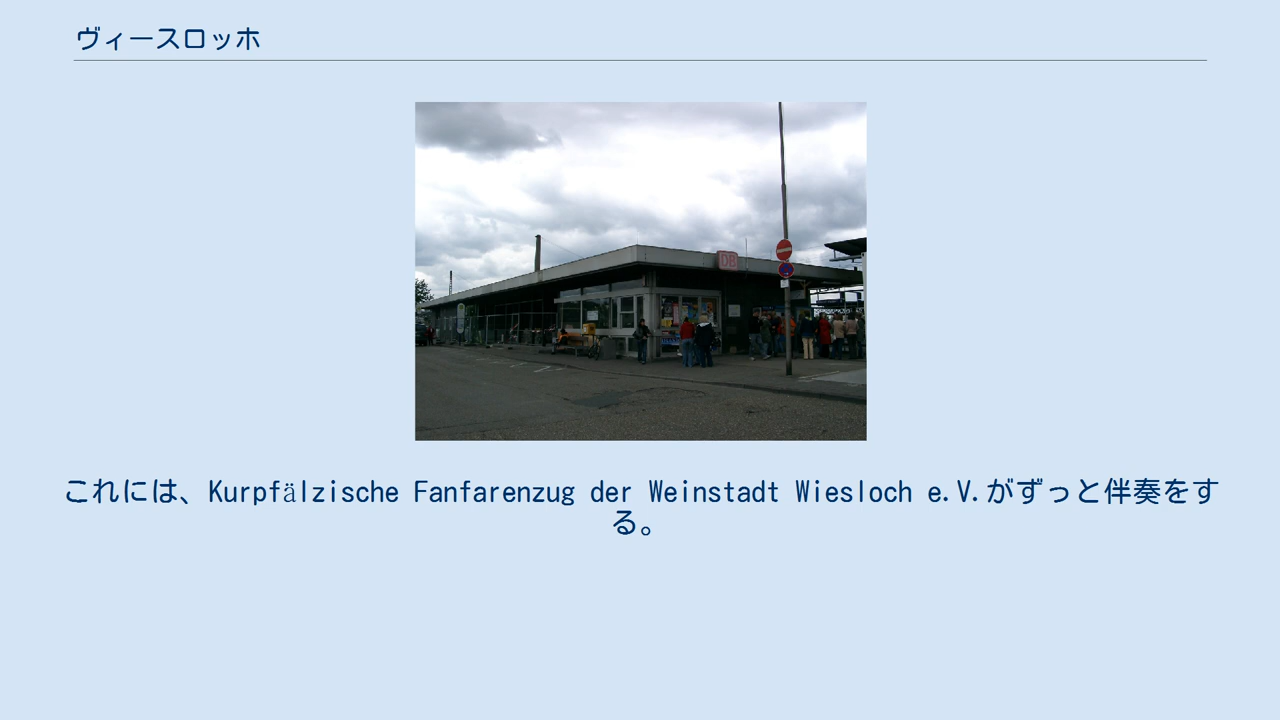 ヴィースロッホ
DB
これには、Kurpfälzische Fanfarenzug der Weinstadt Wiesloch e.V.がずっと伴奏をす
る。